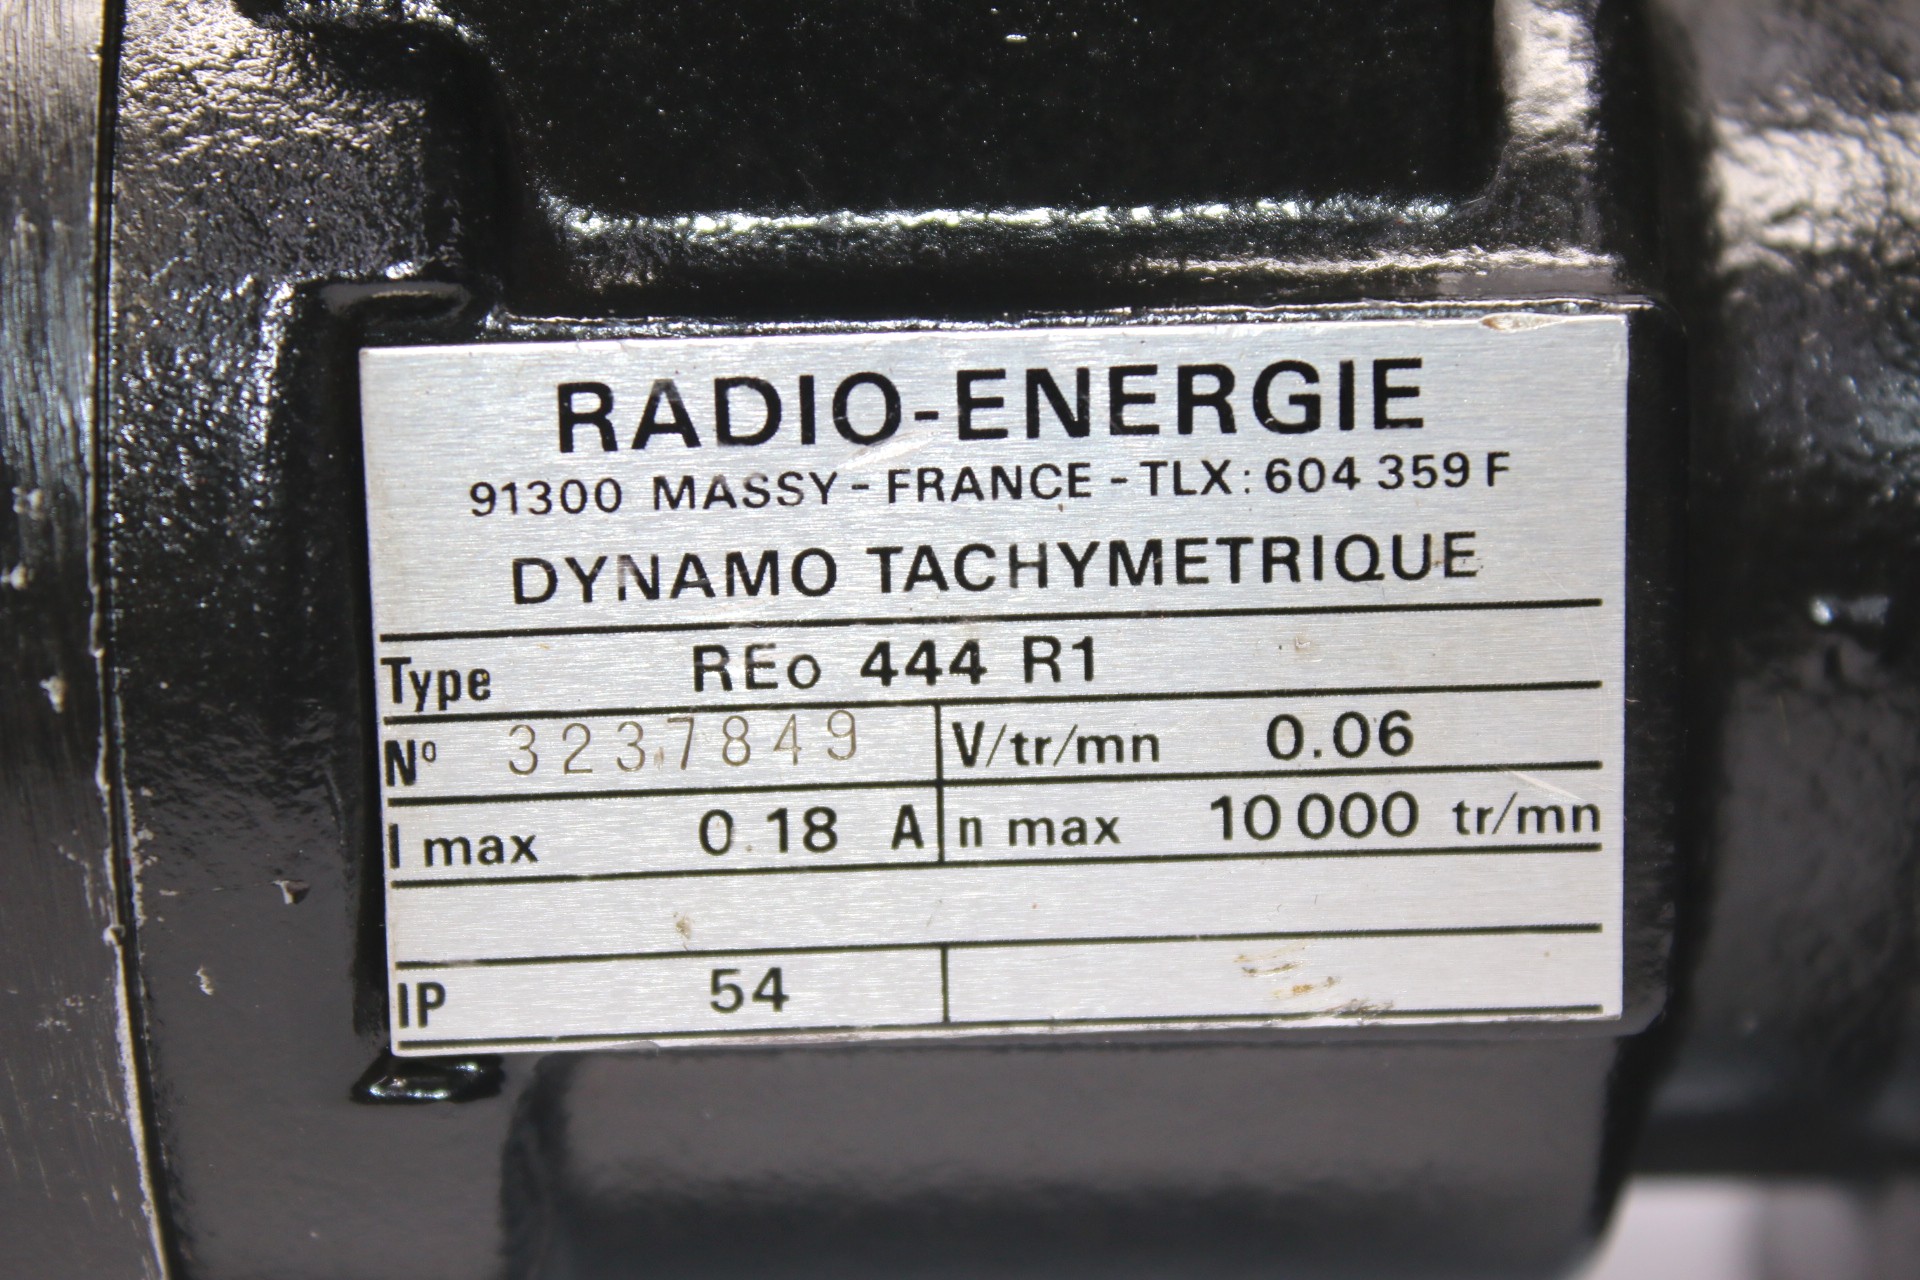 RADIO-ENERGIE
91300 MASSY - FRANCE - TLX: 604 359 F
DYNAMO TACHYMETRIQUE
Type REo 444 R1
Nº 3237849 V/tr/mn 0.06
I max 0.18 A n max 10 000 tr/mn
IP 54